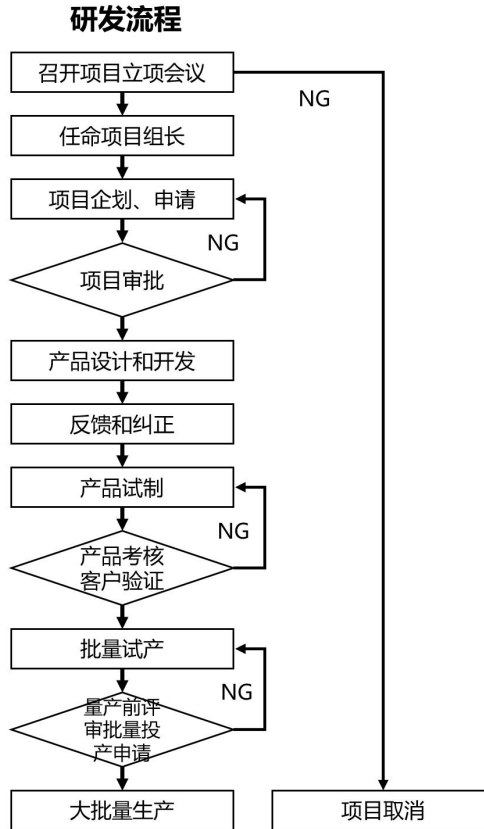 研发流程
召开项目立项会议
NG
任命项目组长
项目企划、申请
NG
项目审批
产品设计和开发
反馈和纠正
产品试制
NG
产品考核
客户验证
批量试产
NG
量产前评
审批量投
产申请
大批量生产
项目取消